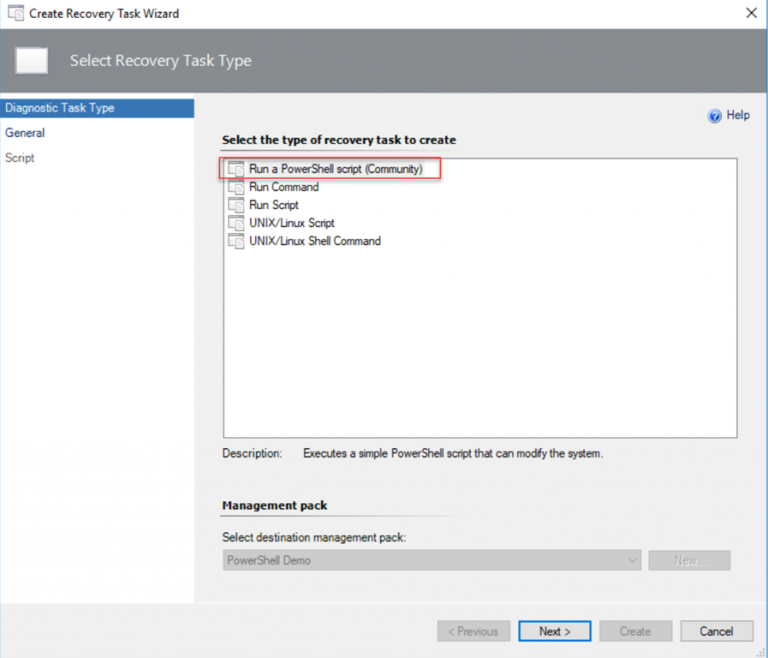 Create Recovery Task Wizard
Select Recovery Task Type
Diagnostic Task Type
General
Script
Help
Select the type of recovery task to create
Run a PowerShell script (Community)
Run Command
Run Script
UNIX/Linux Script
UNIX/Linux Shell Command
Description: Executes a simple PowerShell script that can modify the system.
Management pack
Select destination management pack:
PowerShell Demo New...
< Previous Next > Create Cancel